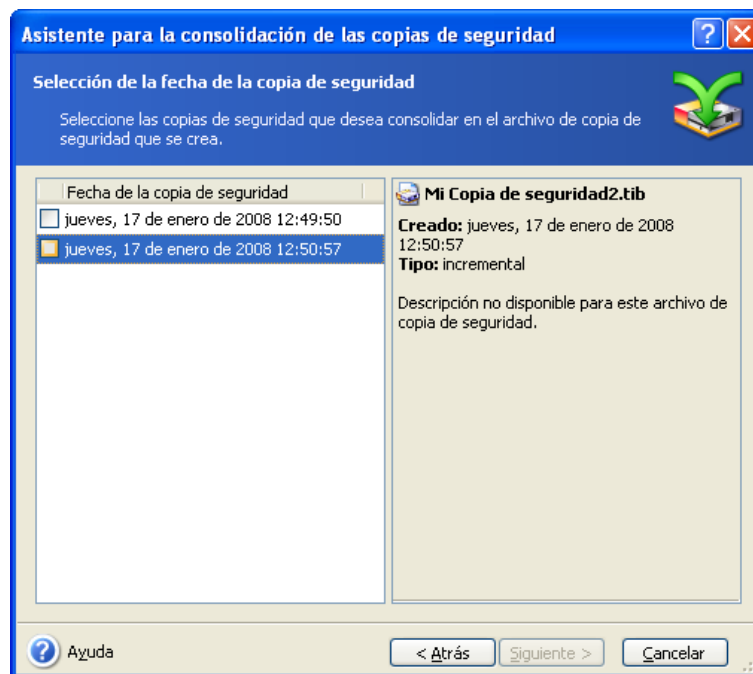 Asistente para la consolidación de las copias de seguridad
Selección de la fecha de la copia de seguridad
Seleccione las copias de seguridad que desea consolidar en el archivo de copia de
seguridad que se crea.
Fecha de la copia de seguridad
jueves, 17 de enero de 2008 12:49:50
jueves, 17 de enero de 2008 12:50:57
Mi Copia de seguridad2.tib
Creado: jueves, 17 de enero de 2008
12:50:57
Tipo: incremental
Descripción no disponible para este archivo de
copia de seguridad.
Ayuda
< Atrás
Siguiente >
Cancelar